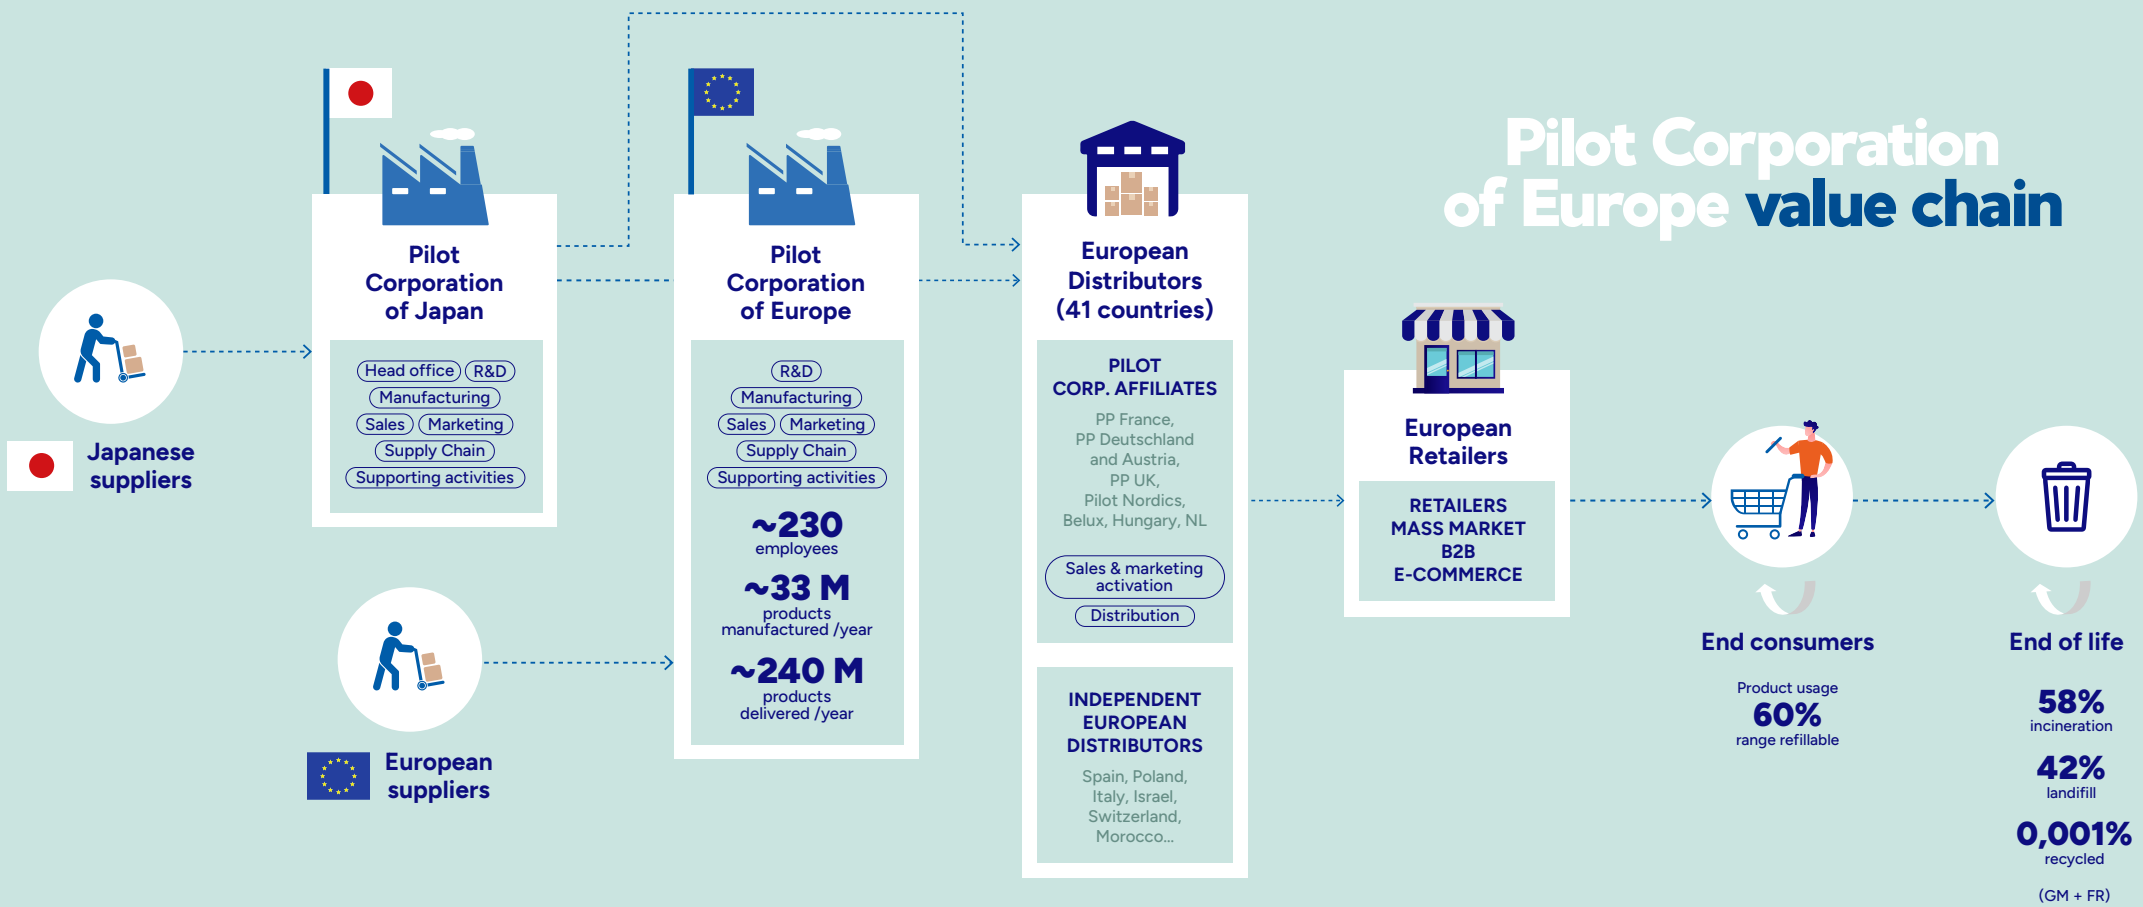 Pilot Corporation
of Europe value chain
Japanese
suppliers
Pilot
Corporation
of Japan
Head office R&D
Manufacturing
Sales Marketing
Supply Chain
Supporting activities
European
suppliers
Pilot
Corporation
of Europe
R&D
Manufacturing
Sales Marketing
Supply Chain
Supporting activities
~230
employees
~33 M
products
manufactured /year
~240 M
products
delivered /year
European
Distributors
(41 countries)
PILOT
CORP. AFFILIATES
PP France,
PP Deutschland
and Austria,
PP UK,
Pilot Nordics,
Belux, Hungary, NL
Sales & marketing
activation
Distribution
INDEPENDENT
EUROPEAN
DISTRIBUTORS
Spain, Poland,
Italy, Israel,
Switzerland,
Morocco...
European
Retailers
RETAILERS
MASS MARKET
B2B
E-COMMERCE
End consumers
Product usage
60%
range refillable
End of life
58%
incineration
42%
landifill
0,001%
recycled
(GM + FR)